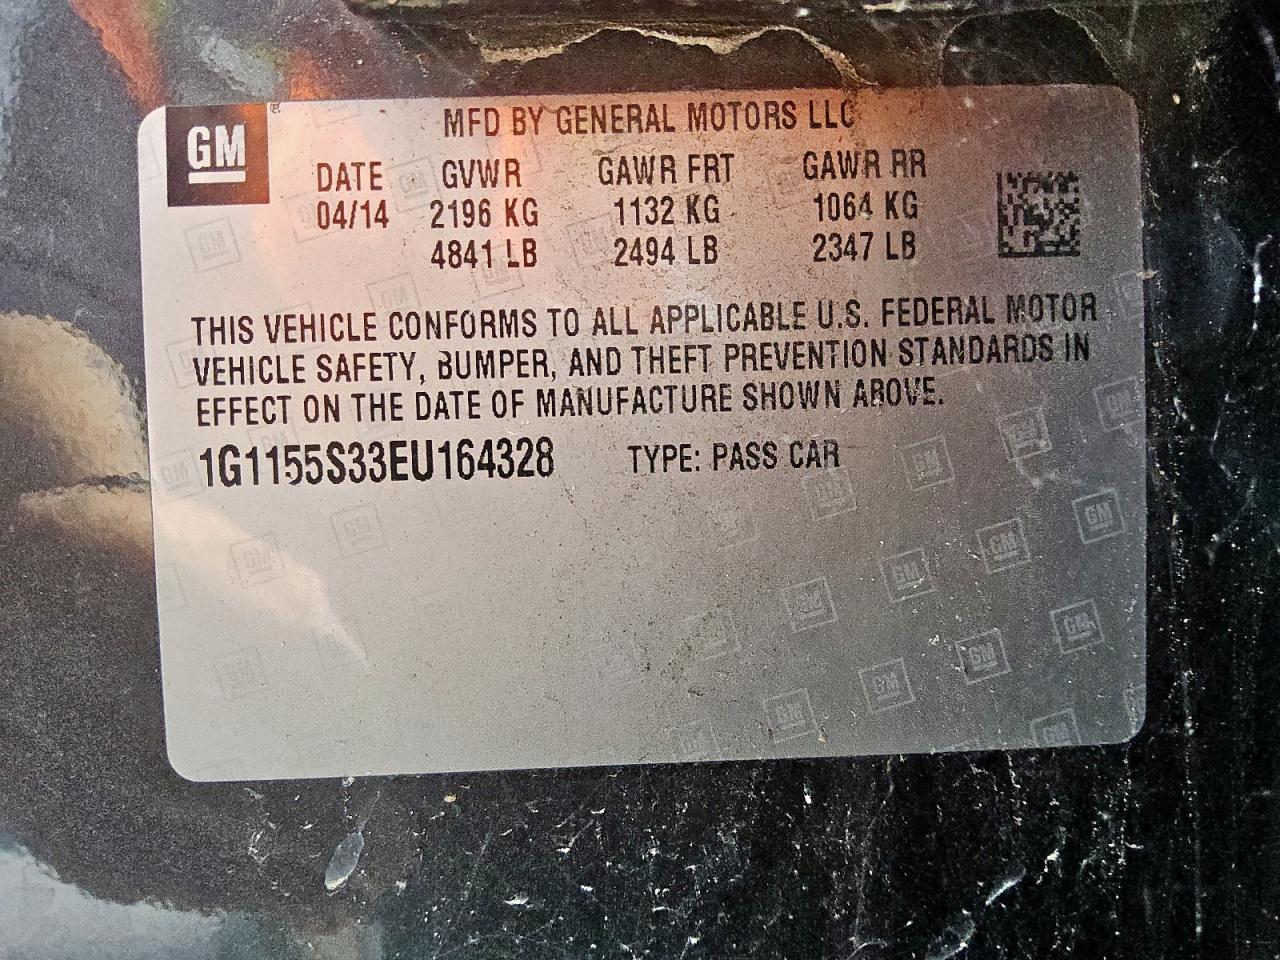 GM
MFD BY GENERAL MOTORS LLC
DATE GVWR GAWR FRT GAWR RR
04/14 2196 KG 1132 KG 1064 KG
4841 LB 2494 LB 2347 LB
THIS VEHICLE CONFORMS TO ALL APPLICABLE U.S. FEDERAL MOTOR
VEHICLE SAFETY, BUMPER, AND THEFT PREVENTION STANDARDS IN
EFFECT ON THE DATE OF MANUFACTURE SHOWN ABOVE.
1G1155S33EU164328 TYPE: PASS CAR